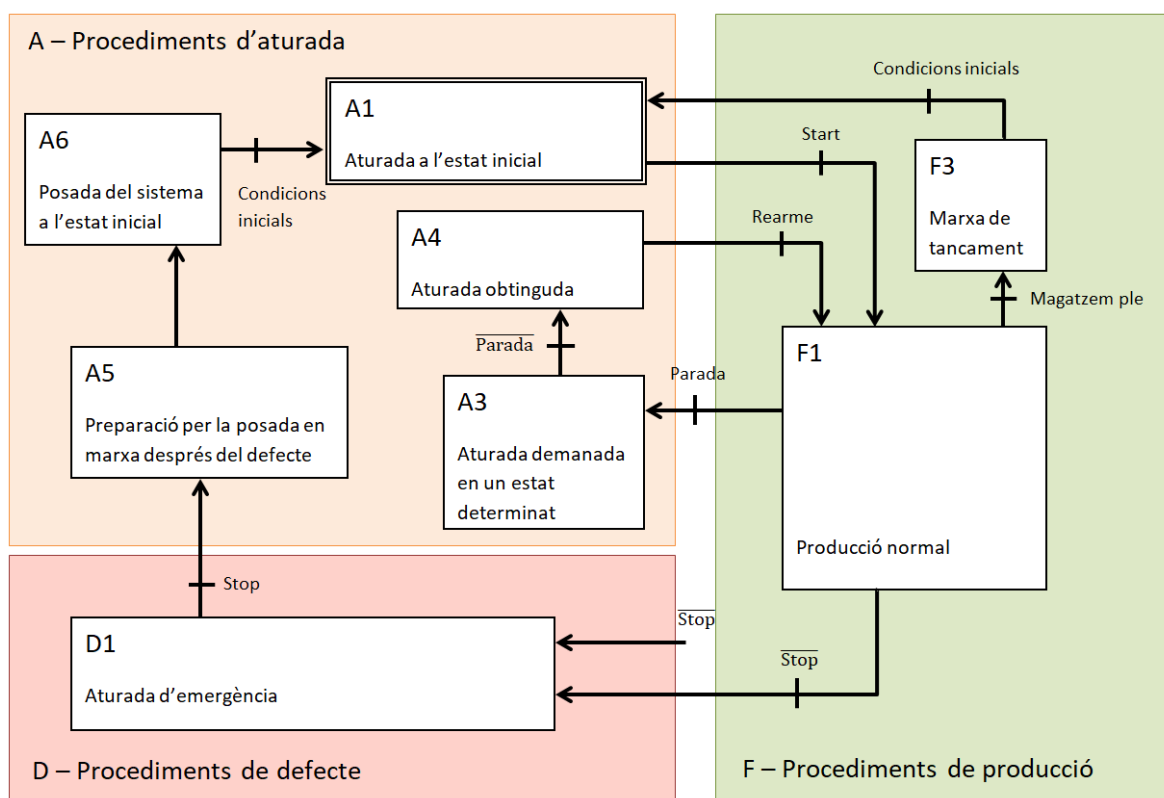 A – Procediments d'aturada
A6
Posada del sistema
a l'estat inicial
Condicions
inicials
A1
Aturada a l'estat inicial
A4
Aturada obtinguda
P̅a̅r̅a̅d̅a̅
A5
Preparació per la posada en
marxa després del defecte
A3
Aturada demanada
en un estat
determinat
Condicions inicials
Start
F3
Marxa de
tancament
Rearme
Magatzem ple
F1
Producció normal
Parada
Stop
D1
Aturada d'emergència
S̅t̅o̅p̅
S̅t̅o̅p̅
D – Procediments de defecte
F – Procediments de producció